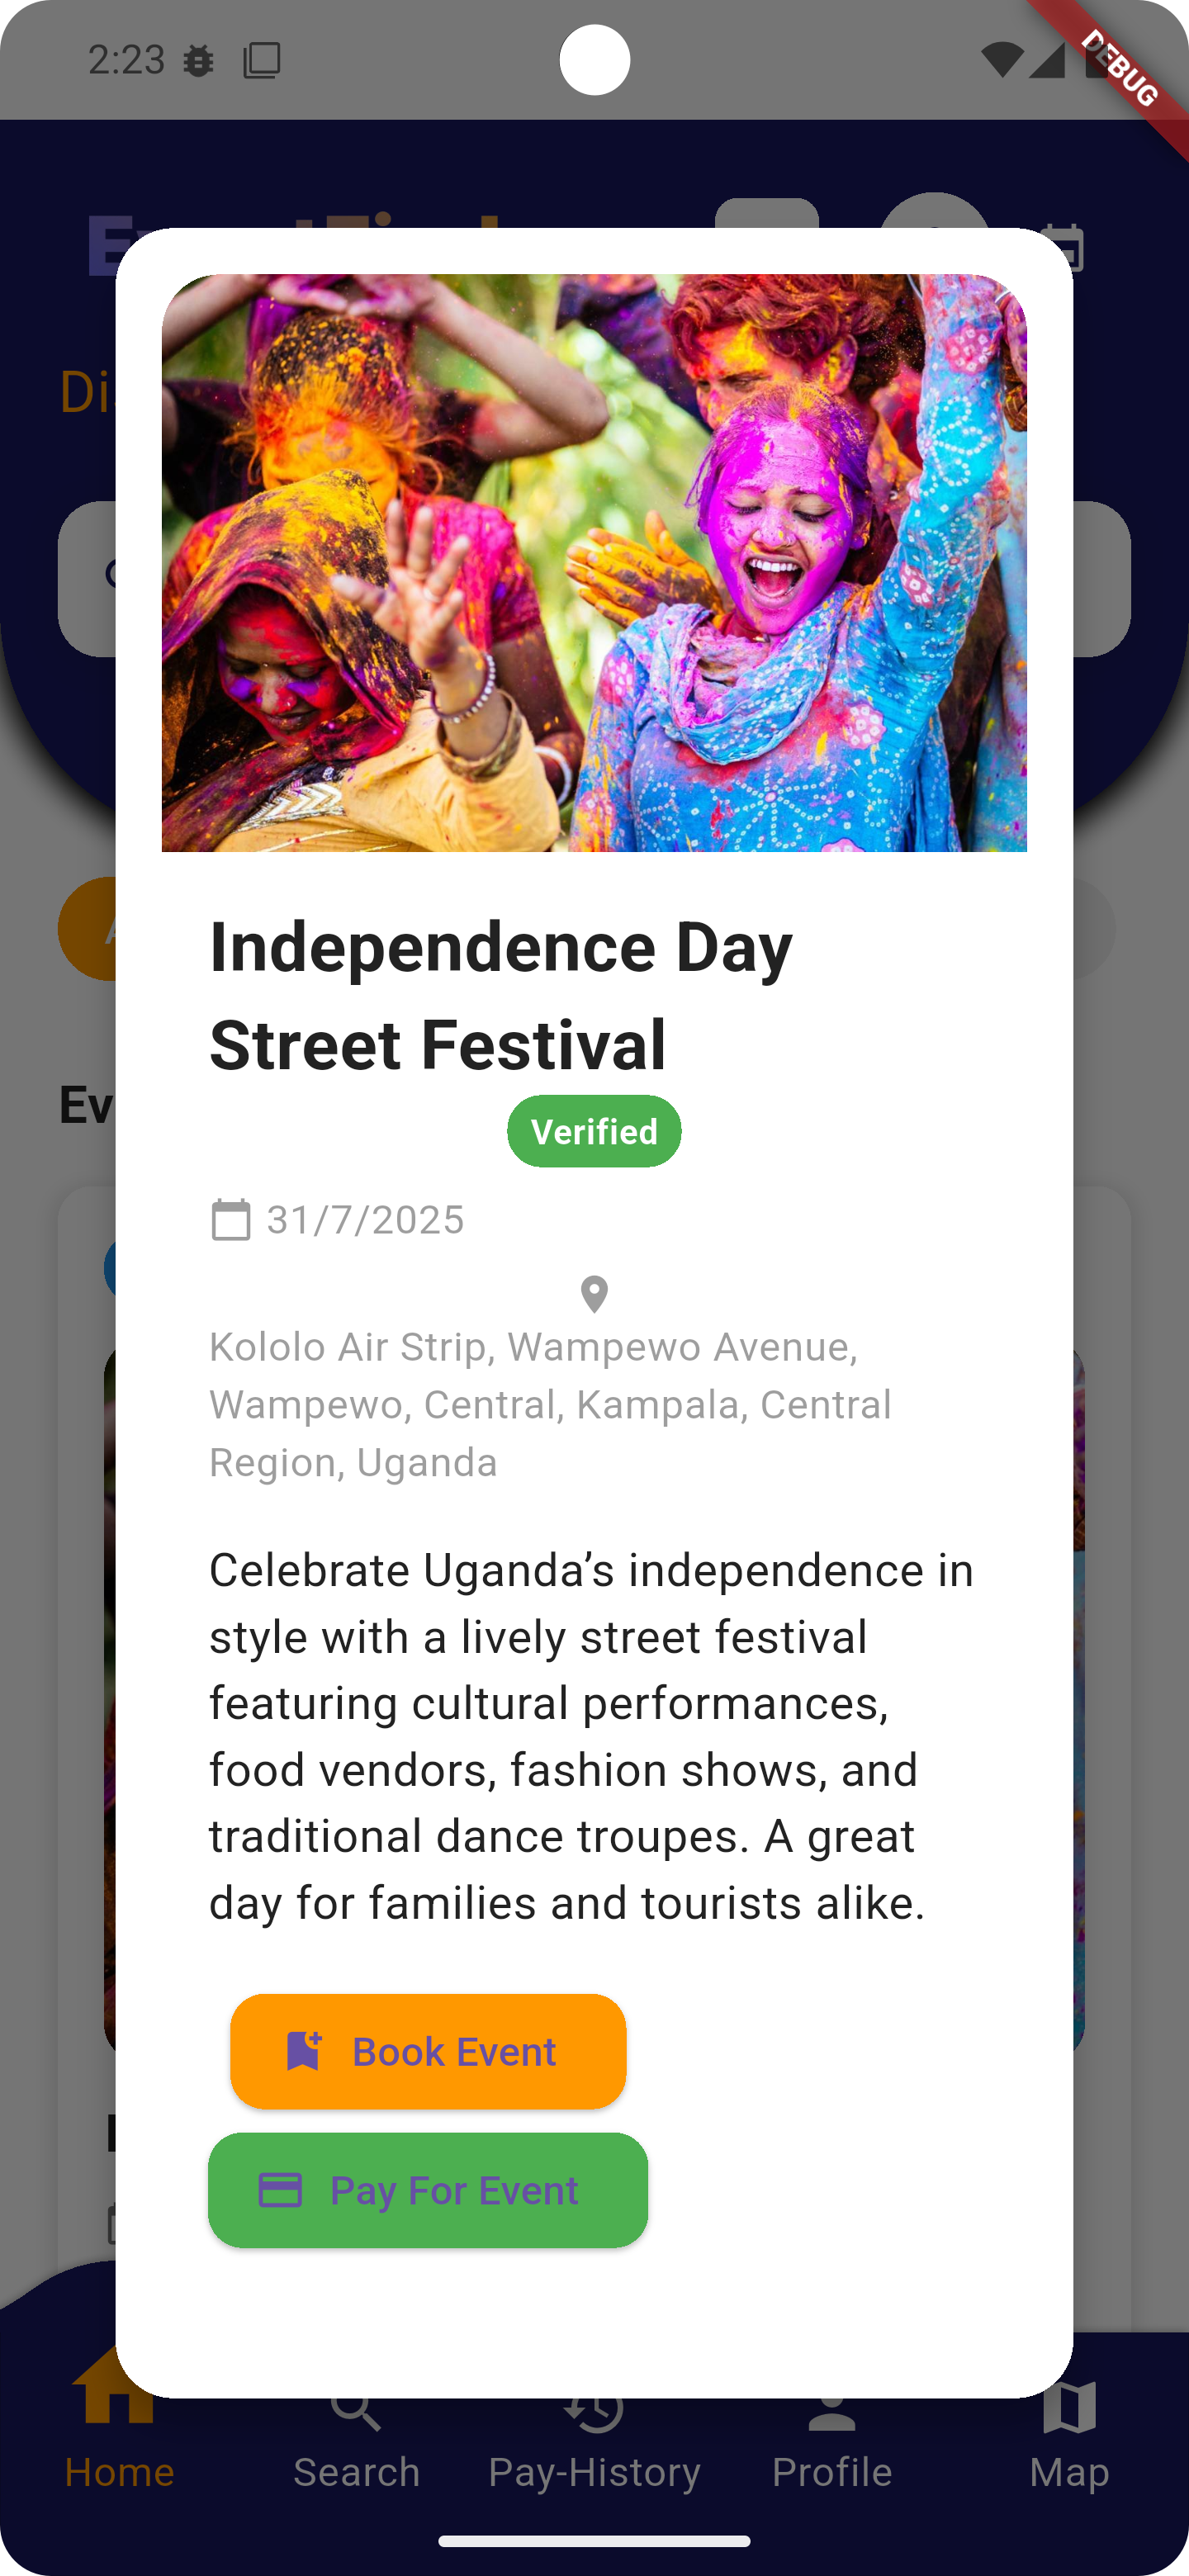 2:23
DEBUG
Independence Day
Street Festival
Verified
31/7/2025
Kololo Air Strip, Wampewo Avenue,
Wampewo, Central, Kampala, Central
Region, Uganda
Celebrate Uganda’s independence in
style with a lively street festival
featuring cultural performances,
food vendors, fashion shows, and
traditional dance troupes. A great
day for families and tourists alike.
Book Event
Pay For Event
Home Search Pay-History Profile Map